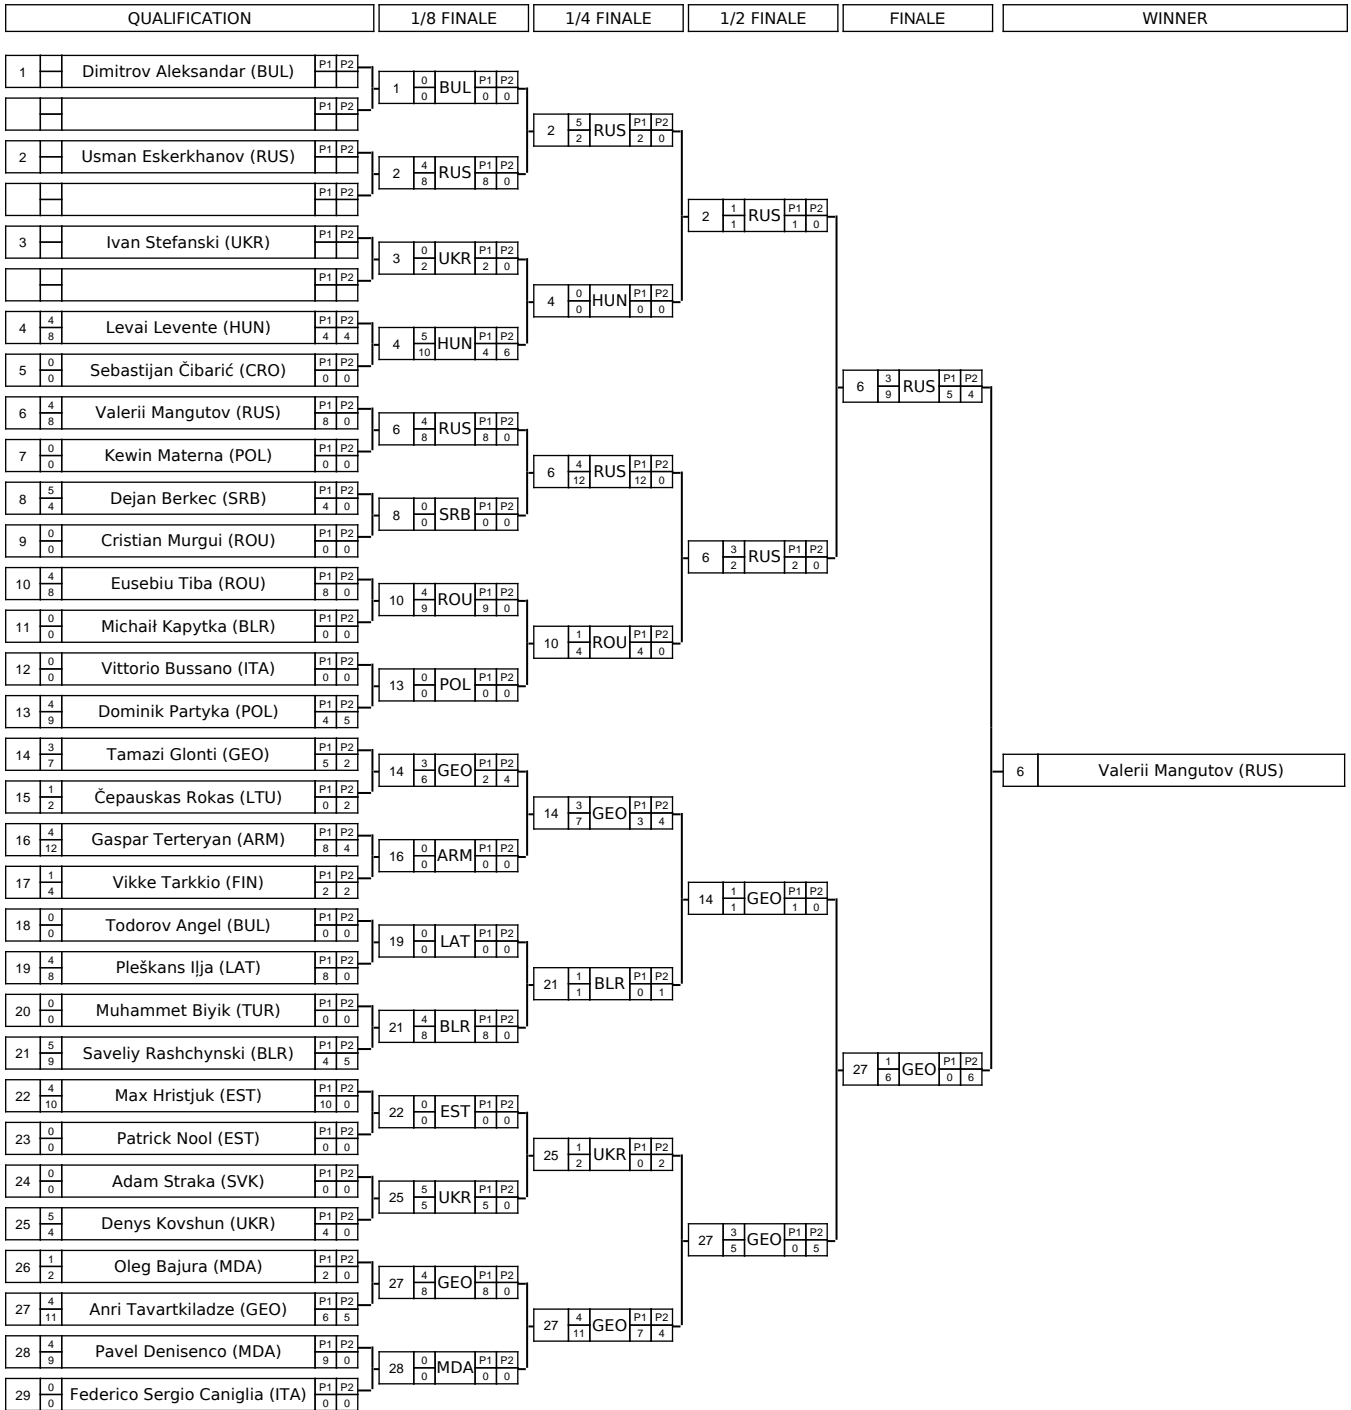 QUALIFICATION 1/8 FINALE 1/4 FINALE 1/2 FINALE FINALE WINNER
1 Dimitrov Aleksandar (BUL) P1 P2
P1 P2
2 Usman Eskerkhanov (RUS) P1 P2
P1 P2
3 Ivan Stefanski (UKR) P1 P2
P1 P2
4 4 Levai Levente (HUN) P1 P2
8 4 4
5 0 Sebastijan Čibarić (CRO) P1 P2
0 0 0
6 4 Valerii Mangutov (RUS) P1 P2
8 8 0
7 0 Kewin Materna (POL) P1 P2
0 0 0
8 5 Dejan Berkec (SRB) P1 P2
4 4 0
9 0 Cristian Murgui (ROU) P1 P2
0 0 0
10 4 Eusebiu Tiba (ROU) P1 P2
8 8 0
11 0 Michaił Kapytka (BLR) P1 P2
0 0 0
12 0 Vittorio Bussano (ITA) P1 P2
0 0 0
13 4 Dominik Partyka (POL) P1 P2
9 4 5
14 3 Tamazi Glonti (GEO) P1 P2
7 5 2
15 1 Čepauskas Rokas (LTU) P1 P2
2 0 2
16 4 Gaspar Terteryan (ARM) P1 P2
12 8 4
17 1 Vikke Tarkkio (FIN) P1 P2
4 2 2
18 0 Todorov Angel (BUL) P1 P2
0 0 0
19 4 Pleškans Iļja (LAT) P1 P2
8 8 0
20 0 Muhammet Biyik (TUR) P1 P2
0 0 0
21 5 Saveliy Rashchynski (BLR) P1 P2
9 4 5
22 4 Max Hristjuk (EST) P1 P2
10 10 0
23 0 Patrick Nool (EST) P1 P2
0 0 0
24 0 Adam Straka (SVK) P1 P2
0 0 0
25 5 Denys Kovshun (UKR) P1 P2
4 4 0
26 1 Oleg Bajura (MDA) P1 P2
2 2 0
27 4 Anri Tavartkiladze (GEO) P1 P2
11 6 5
28 4 Pavel Denisenco (MDA) P1 P2
9 9 0
29 0 Federico Sergio Caniglia (ITA) P1 P2
0 0 0
1 0 BUL P1 P2
0 0 0
2 4 RUS P1 P2
8 8 0
3 0 UKR P1 P2
2 2 0
4 5 HUN P1 P2
10 4 6
6 4 RUS P1 P2
8 8 0
8 0 SRB P1 P2
0 0 0
10 4 ROU P1 P2
9 9 0
13 0 POL P1 P2
0 0 0
14 3 GEO P1 P2
6 2 4
16 0 ARM P1 P2
0 0 0
19 0 LAT P1 P2
0 0 0
21 4 BLR P1 P2
8 8 0
22 0 EST P1 P2
0 0 0
25 5 UKR P1 P2
5 5 0
27 4 GEO P1 P2
8 8 0
28 0 MDA P1 P2
0 0 0
2 5 RUS P1 P2
2 2 0
4 0 HUN P1 P2
0 0 0
6 4 RUS P1 P2
12 12 0
10 1 ROU P1 P2
4 4 0
14 3 GEO P1 P2
7 3 4
21 1 BLR P1 P2
1 0 1
25 1 UKR P1 P2
2 0 2
27 4 GEO P1 P2
11 7 4
2 1 RUS P1 P2
1 1 0
6 3 RUS P1 P2
2 2 0
14 1 GEO P1 P2
1 1 0
27 3 GEO P1 P2
5 0 5
6 3 RUS P1 P2
9 5 4
27 1 GEO P1 P2
6 0 6
6 Valerii Mangutov (RUS)